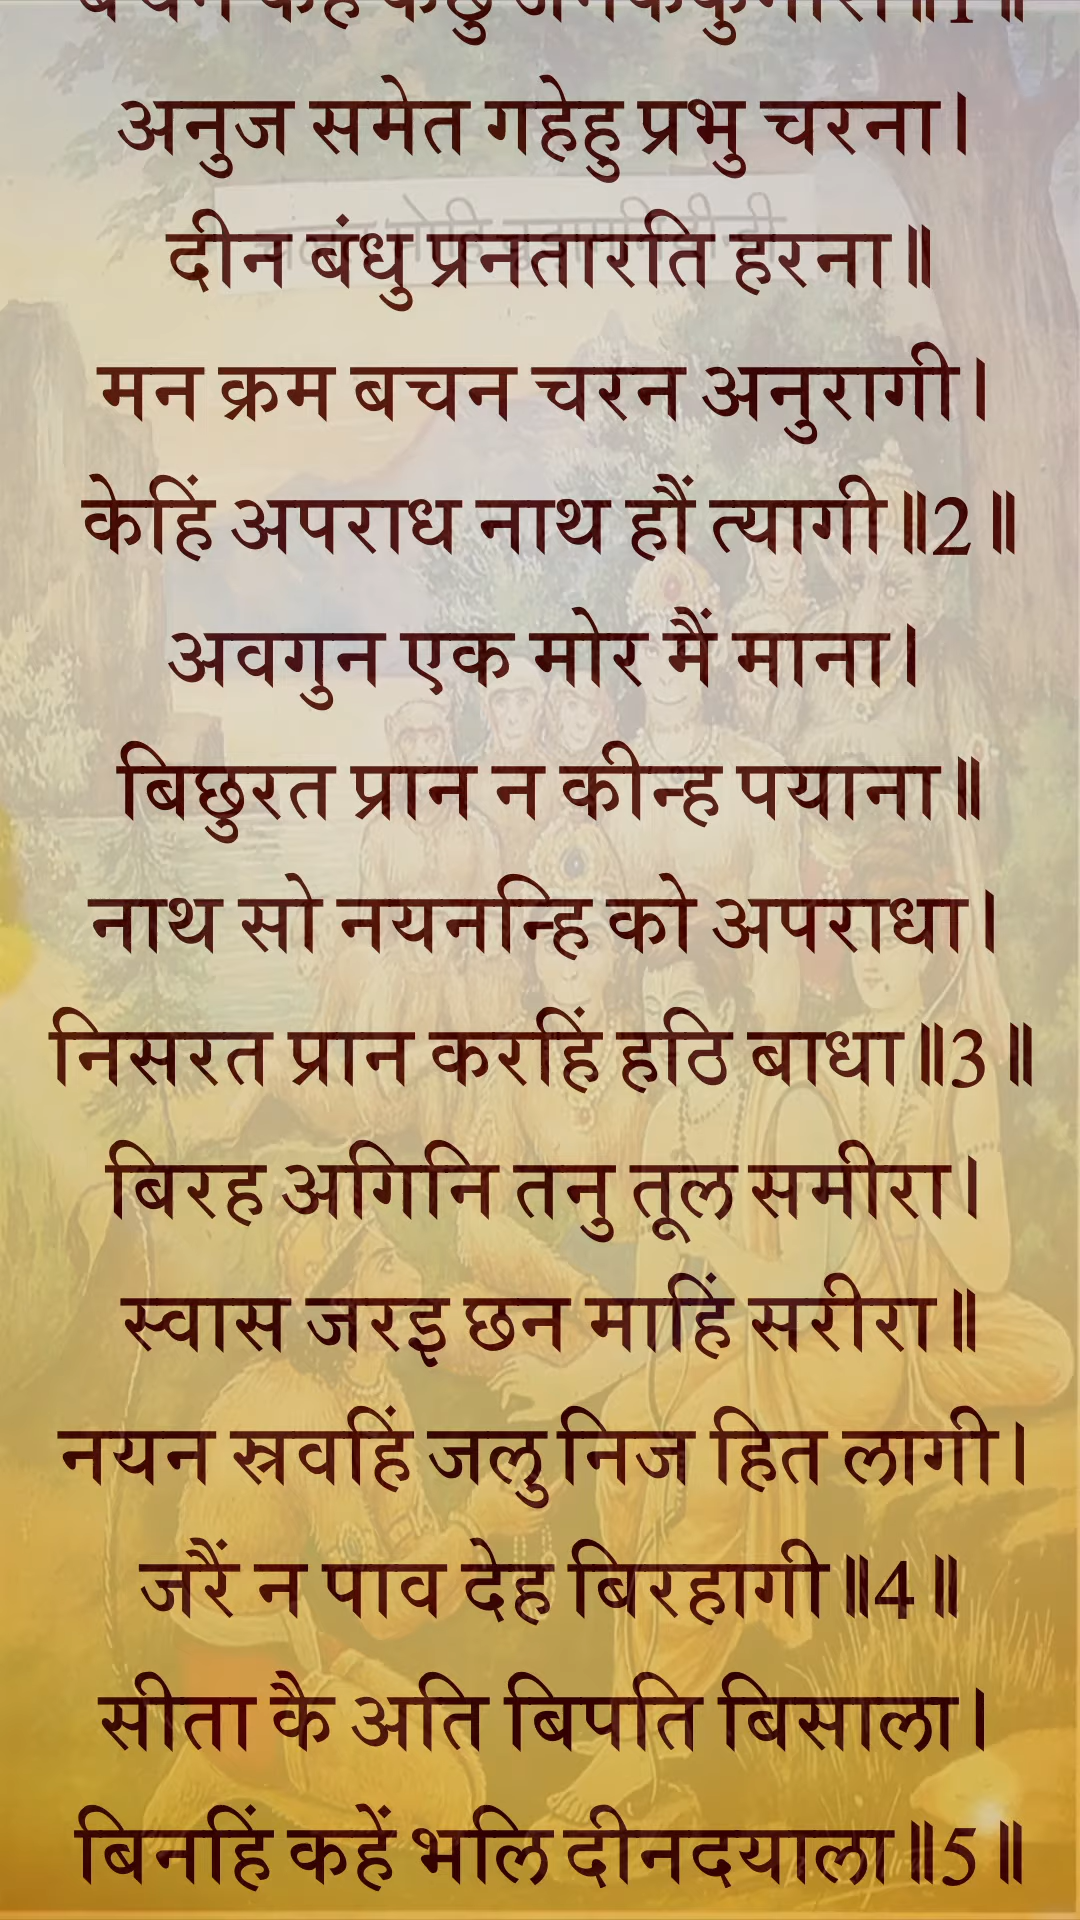 अनुज समेत गहेहु प्रभु चरना।
दीन बंधु प्रनतारति हरना॥
मन क्रम बचन चरन अनुरागी।
केहिं अपराध नाथ हौं त्यागी॥2॥
अवगुन एक मोर मैं माना।
बिछुरत प्रान न कीन्ह पयाना॥
नाथ सो नयनन्हि को अपराधा।
निसरत प्रान करहिं हठि बाधा॥3॥
बिरह अगिनि तनु तूल समीरा।
स्वास जरइ छन माहिं सरीरा॥
नयन स्रवहिं जलु निज हित लागी।
जरैं न पाव देह बिरहागी॥4॥
सीता कै अति बिपति बिसाला।
बिनहिं कहें भलि दीनदयाला॥5॥